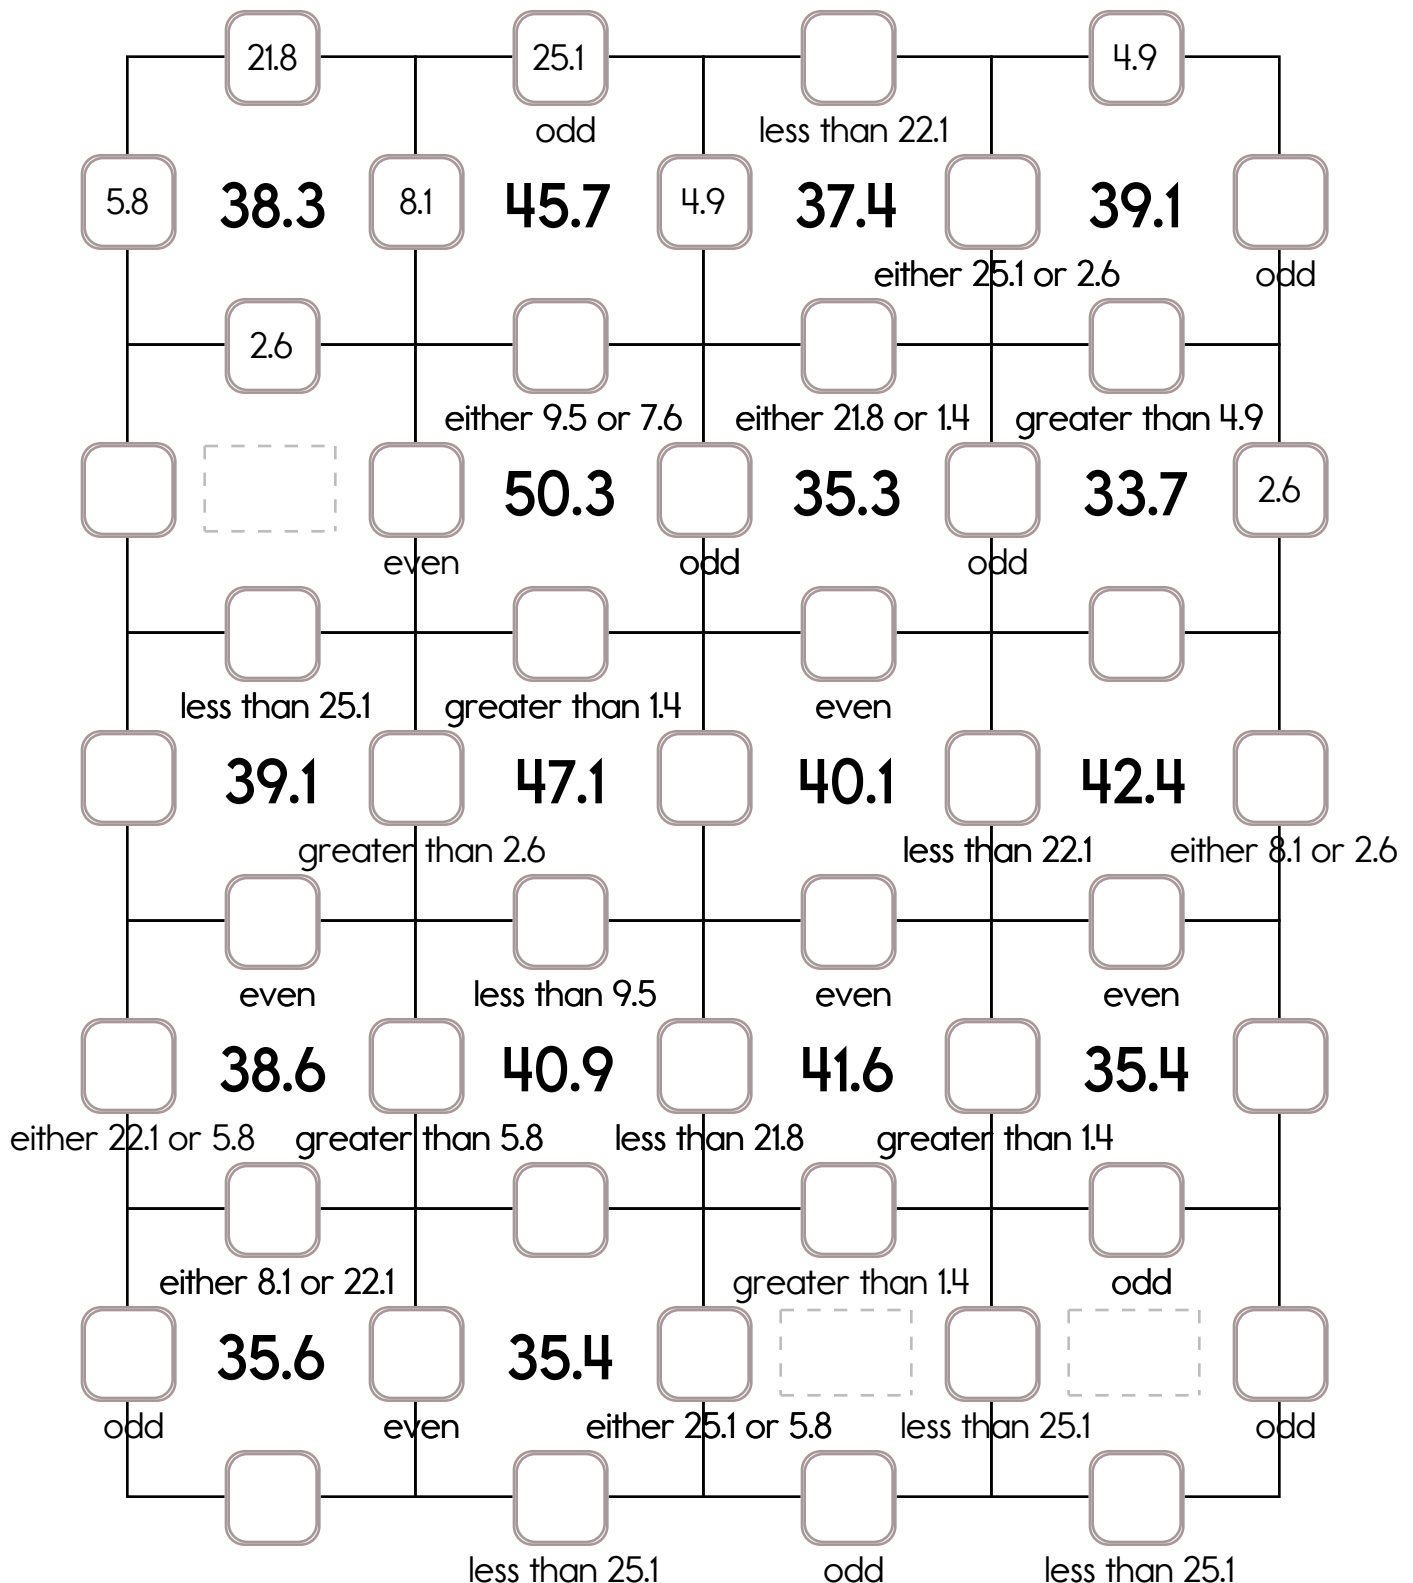 21.8 25.1 4.9
odd less than 22.1
5.8 38.3 8.1 45.7 4.9 37.4 39.1
either 25.1 or 2.6 odd
2.6
either 9.5 or 7.6 either 21.8 or 1.4 greater than 4.9
50.3 35.3 33.7 2.6
even odd odd
less than 25.1 greater than 1.4 even
39.1 47.1 40.1 42.4
greater than 2.6 less than 22.1 either 8.1 or 2.6
even less than 9.5 even even
38.6 40.9 41.6 35.4
either 22.1 or 5.8 greater than 5.8 less than 21.8 greater than 1.4
either 8.1 or 22.1 greater than 1.4 odd
35.6 35.4
odd even either 25.1 or 5.8 less than 25.1 odd
less than 25.1 odd less than 25.1